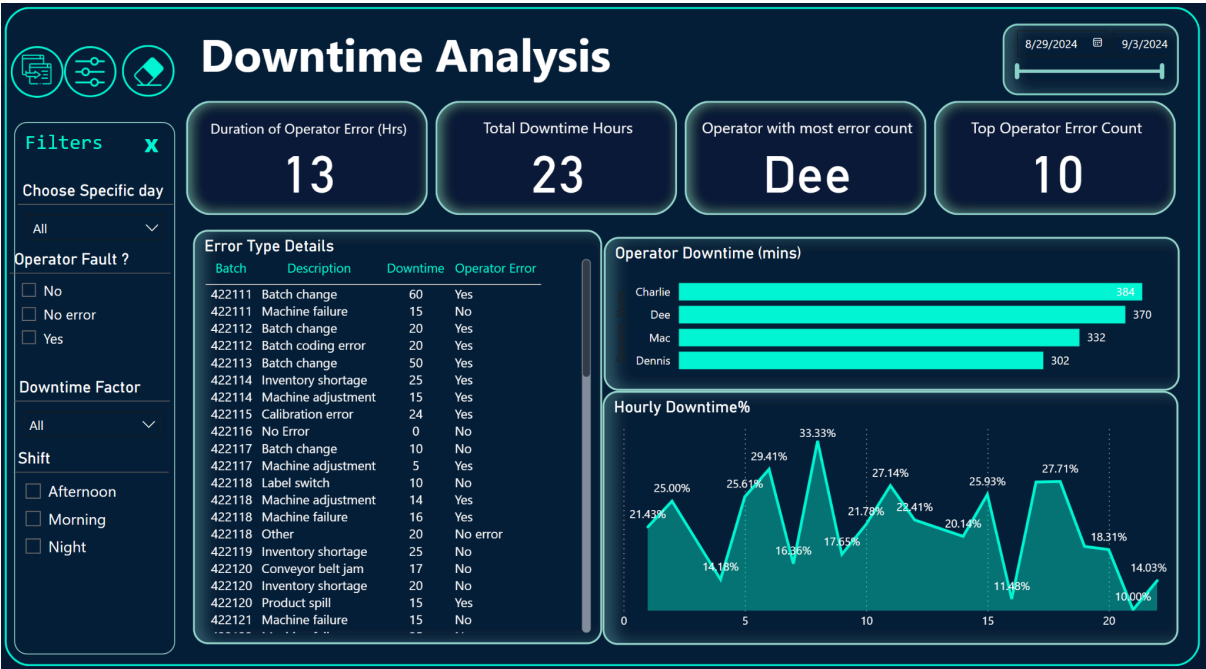 Downtime Analysis
8/29/2024 9/3/2024
Filters X
Choose Specific day
All
Operator Fault ?
No
No error
Yes
Downtime Factor
All
Shift
Afternoon
Morning
Night
Duration of Operator Error (Hrs)
13
Total Downtime Hours
23
Operator with most error count
Dee
Top Operator Error Count
10
Error Type Details
Batch Description Downtime Operator Error
422111 Batch change 60 Yes
422111 Machine failure 15 No
422112 Batch change 20 Yes
422112 Batch coding error 20 Yes
422113 Batch change 50 Yes
422114 Inventory shortage 25 Yes
422114 Machine adjustment 15 Yes
422115 Calibration error 24 Yes
422116 No Error 0 No
422117 Batch change 10 No
422117 Machine adjustment 5 Yes
422118 Label switch 10 No
422118 Machine adjustment 14 Yes
422118 Machine failure 16 Yes
422118 Other 20 No error
422119 Inventory shortage 25 No
422120 Conveyor belt jam 17 No
422120 Inventory shortage 20 No
422120 Product spill 15 Yes
422121 Machine failure 15 No
Operator Downtime (mins)
Charlie 384
Dee 370
Mac 332
Dennis 302
Hourly Downtime%
21.43%
25.00%
14.18%
25.61%
29.41%
16.36%
33.33%
17.65%
21.78%
27.14%
22.41%
20.14%
25.93%
11.48%
27.71%
18.31%
10.00%
14.03%
0 5 10 15 20